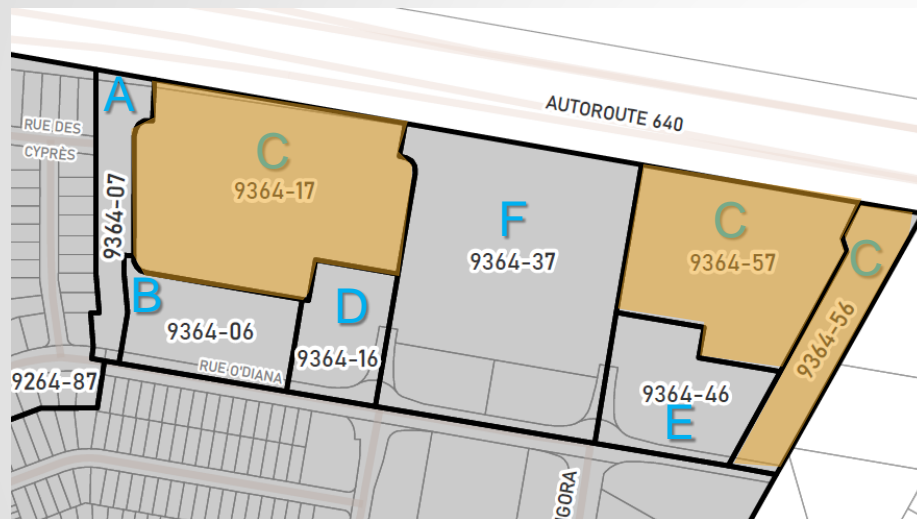 AUTOROUTE 640
A
RUE DES
CYPRÈS
C
9364-17
9364-07
F
9364-37
C
9364-57
C
9364-56
B
9364-06
D
9364-16
RUE O'DIANA
9264-87
9364-46
E
NGORA